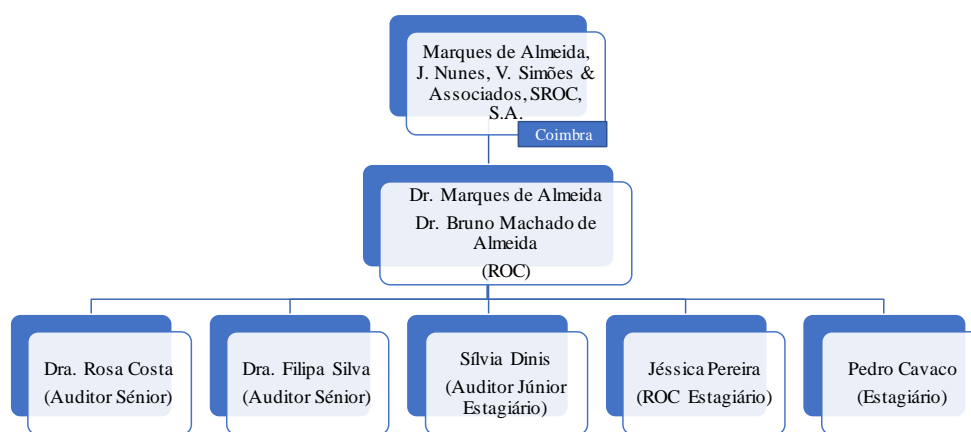 Marques de Almeida,
J. Nunes, V. Simões &
Associados, SROC,
S.A.
Coimbra
Dr. Marques de Almeida
Dr. Bruno Machado de
Almeida
(ROC)
Dra. Rosa Costa
(Auditor Sénior)
Dra. Filipa Silva
(Auditor Sénior)
Sílvia Dinis
(Auditor Júnior
Estagiário)
Jéssica Pereira
(ROC Estagiário)
Pedro Cavaco
(Estagiário)